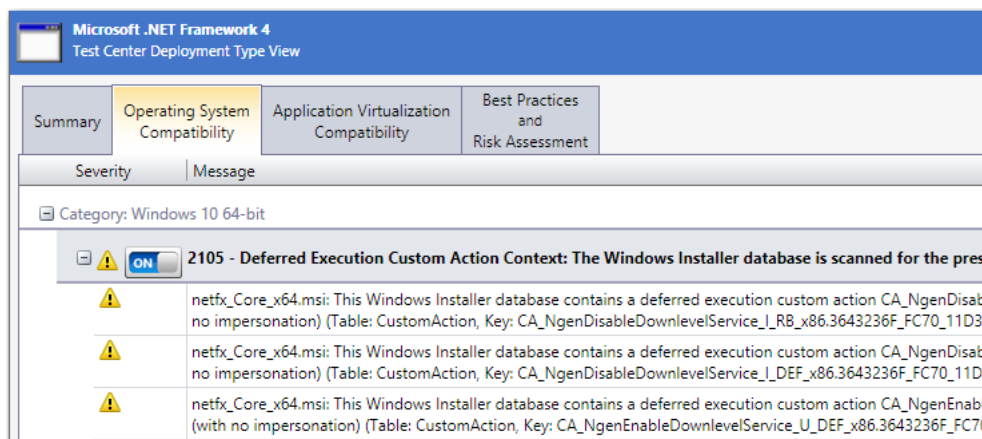 Microsoft .NET Framework 4
Test Center Deployment Type View
Summary
Operating System
Compatibility
Application Virtualization
Compatibility
Best Practices
and
Risk Assessment
Severity
Message
Category: Windows 10 64-bit
ON
2105 - Deferred Execution Custom Action Context: The Windows Installer database is scanned for the pres
netfx_Core_x64.msi: This Windows Installer database contains a deferred execution custom action CA_NgenDisab
no impersonation) (Table: CustomAction, Key: CA_NgenDisableDownlevelService_I_RB_x86.3643236F_FC70_11D3
netfx_Core_x64.msi: This Windows Installer database contains a deferred execution custom action CA_NgenDisab
no impersonation) (Table: CustomAction, Key: CA_NgenDisableDownlevelService_I_DEF_x86.3643236F_FC70_11D
netfx_Core_x64.msi: This Windows Installer database contains a deferred execution custom action CA_NgenEnab
(with no impersonation) (Table: CustomAction, Key: CA_NgenEnableDownlevelService_U_DEF_x86.3643236F_FC70